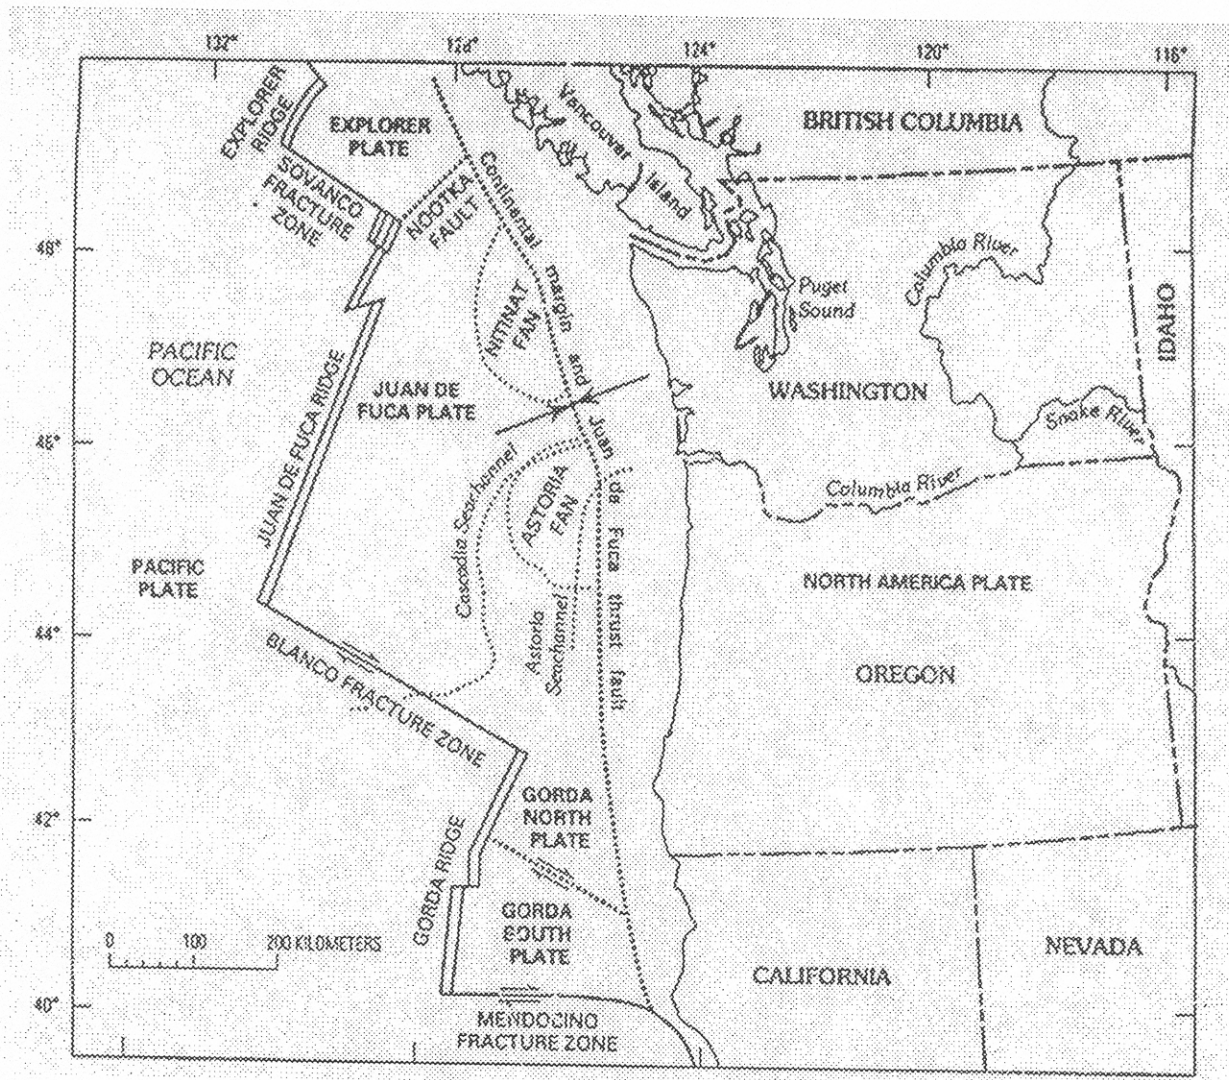 132°
128°
124°
120°
116°
EXPLORER
RIDGE
EXPLORER
PLATE
Vancouver
Island
BRITISH COLUMBIA
SOVANCO
FRACTURE
ZONE
NOOTKA
FAULT
Continental margin and Juan de Fuca thrust fault
48°
Columbia River
Puget
Sound
IDAHO
NITINAT
FAN
PACIFIC
OCEAN
JUAN DE FUCA RIDGE
JUAN DE
FUCA PLATE
WASHINGTON
Snake River
46°
Cascadia Seachannel
ASTORIA
FAN
Columbia River
PACIFIC
PLATE
NORTH AMERICA PLATE
44°
Astoria
Seachannel
BLANCO FRACTURE ZONE
OREGON
42°
GORDA
NORTH
PLATE
GORDA RIDGE
GORDA
SOUTH
PLATE
0 100 200 KILOMETERS
CALIFORNIA
NEVADA
40°
MENDOCINO
FRACTURE ZONE